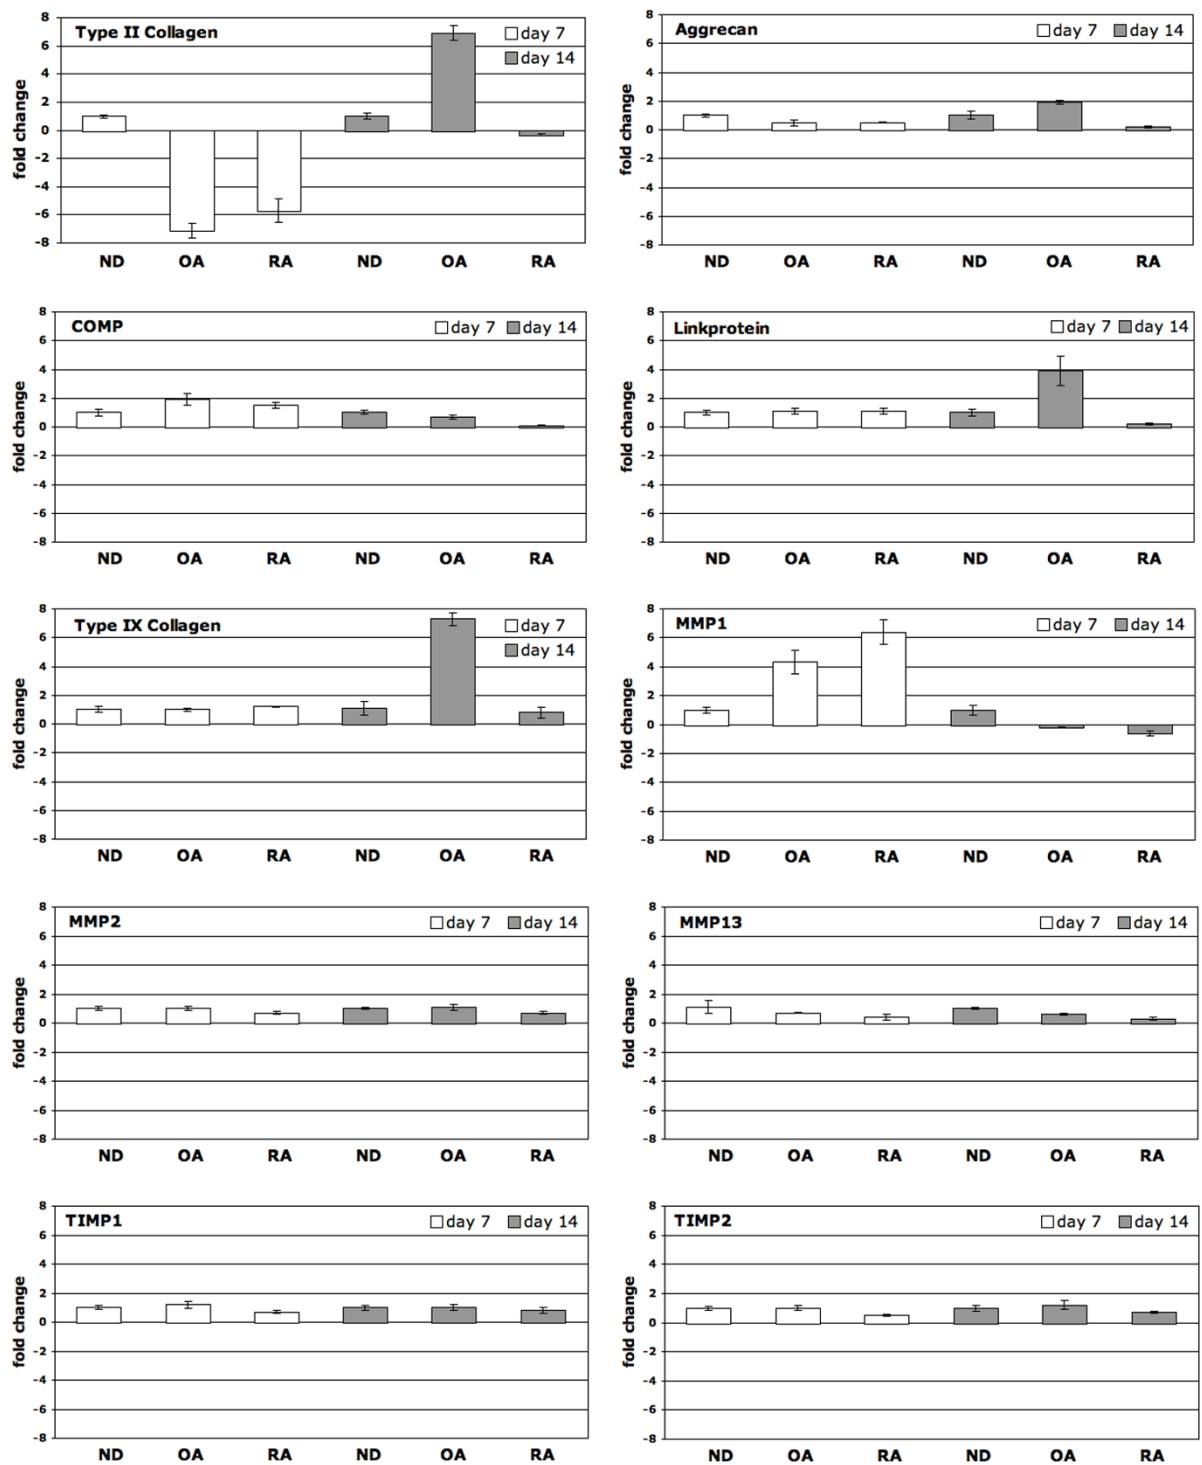 Type II Collagen
day 7
day 14
fold change
8
6
4
2
0
-2
-4
-6
-8
ND OA RA ND OA RA
Aggrecan
day 7 day 14
fold change
8
6
4
2
0
-2
-4
-6
-8
ND OA RA ND OA RA
COMP
day 7 day 14
fold change
8
6
4
2
0
-2
-4
-6
-8
ND OA RA ND OA RA
Linkprotein
day 7 day 14
fold change
8
6
4
2
0
-2
-4
-6
-8
ND OA RA ND OA RA
Type IX Collagen
day 7
day 14
fold change
8
6
4
2
0
-2
-4
-6
-8
ND OA RA ND OA RA
MMP1
day 7 day 14
fold change
8
6
4
2
0
-2
-4
-6
-8
ND OA RA ND OA RA
MMP2
day 7 day 14
fold change
8
6
4
2
0
-2
-4
-6
-8
ND OA RA ND OA RA
MMP13
day 7 day 14
fold change
8
6
4
2
0
-2
-4
-6
-8
ND OA RA ND OA RA
TIMP1
day 7 day 14
fold change
8
6
4
2
0
-2
-4
-6
-8
ND OA RA ND OA RA
TIMP2
day 7 day 14
fold change
8
6
4
2
0
-2
-4
-6
-8
ND OA RA ND OA RA